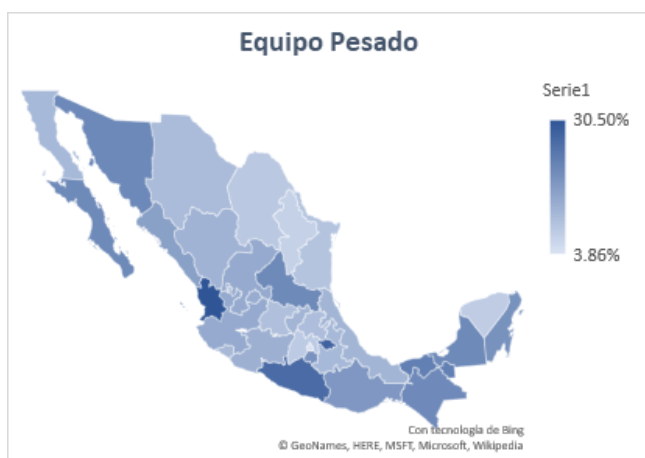 Equipo Pesado
Serie1
30.50%
3.86%
Con tecnología de Bing
© GeoNames, HERE, MSFT, Microsoft, Wikipedia